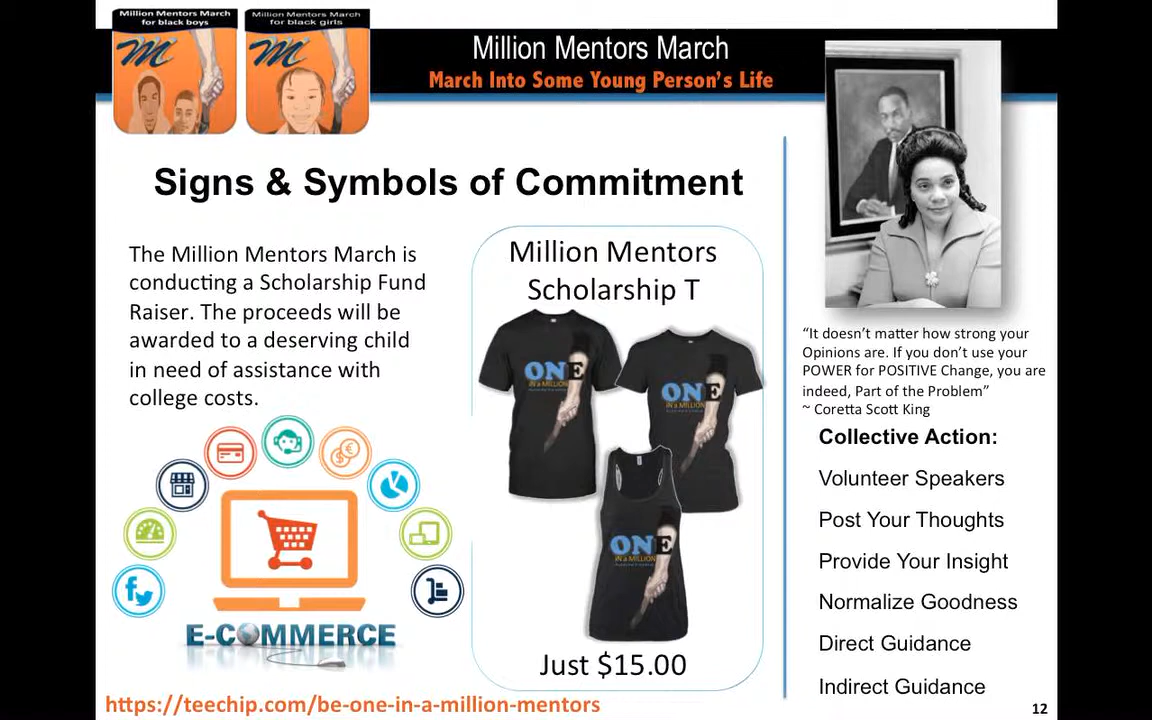 Million Mentors March
for black boys
Million Mentors March
for black girls
Million Mentors March
March Into Some Young Person's Life
Signs & Symbols of Commitment
The Million Mentors March is
conducting a Scholarship Fund
Raiser. The proceeds will be
awarded to a deserving child
in need of assistance with
college costs.
E-COMMERCE
https://teechip.com/be-one-in-a-million-mentors
Million Mentors
Scholarship T
ONE
IN a MILLION
ONE
IN a MILLION
ONE
IN a MILLION
Just $15.00
“It doesn't matter how strong your
Opinions are. If you don't use your
POWER for POSITIVE Change, you are
indeed, Part of the Problem”
~ Coretta Scott King
Collective Action:
Volunteer Speakers
Post Your Thoughts
Provide Your Insight
Normalize Goodness
Direct Guidance
Indirect Guidance
12